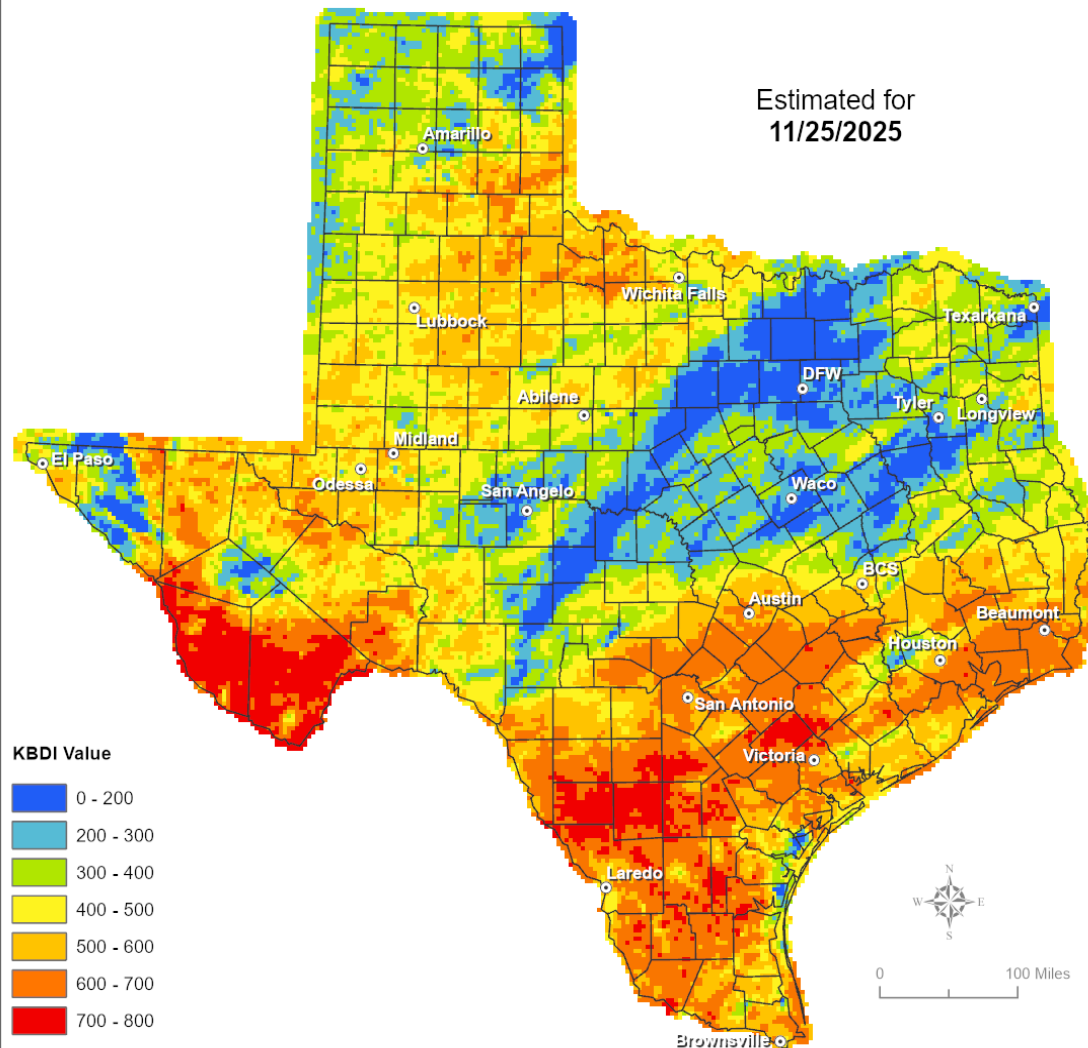 Estimated for
11/25/2025
Amarillo
Wichita Falls
Lubbock
Texarkana
DFW
Abilene
Tyler
Longview
Midland
El Paso
Odessa
San Angelo
Waco
BCS
Austin
Beaumont
Houston
San Antonio
Victoria
Laredo
Brownsville
KBDI Value
0 - 200
200 - 300
300 - 400
400 - 500
500 - 600
600 - 700
700 - 800
N
W E
S
0 100 Miles